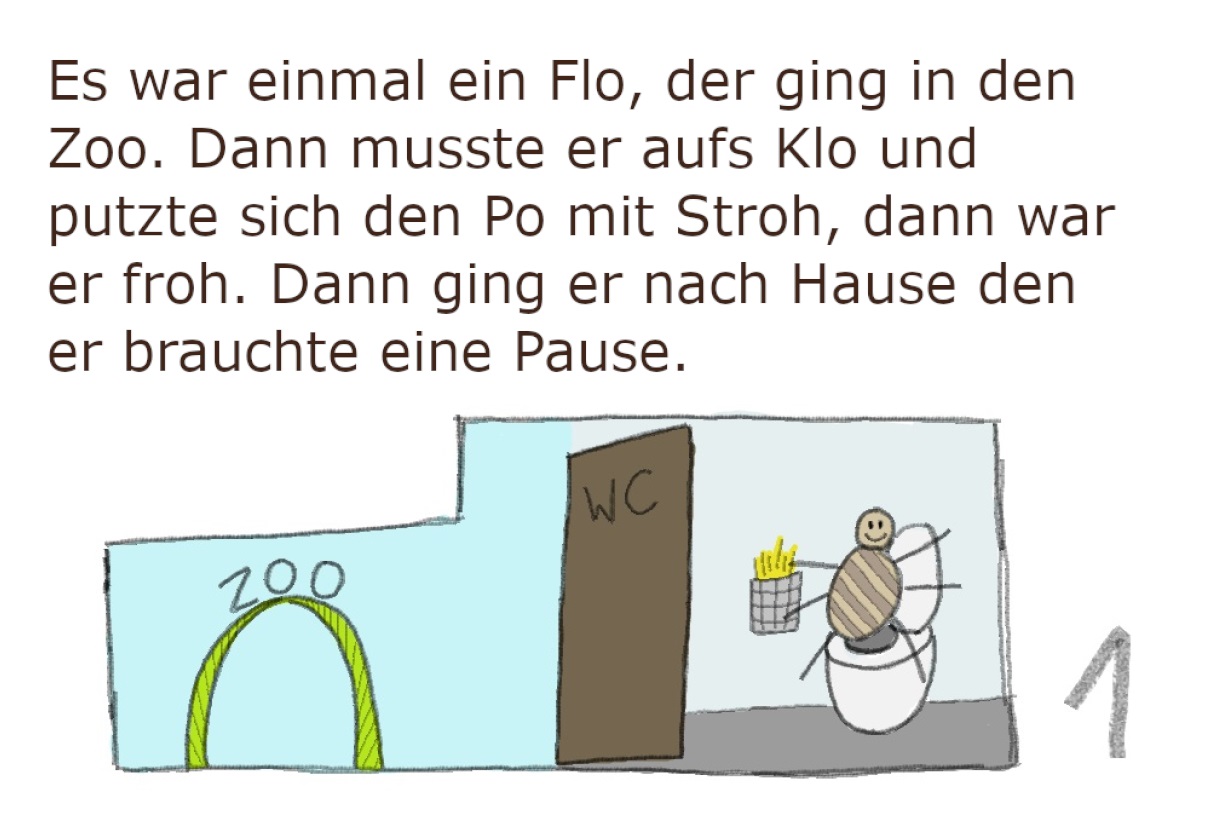 Es war einmal ein Flo, der ging in den
Zoo. Dann musste er aufs Klo und
putzte sich den Po mit Stroh, dann war
er froh. Dann ging er nach Hause den
er brauchte eine Pause.
ZOO
WC
1